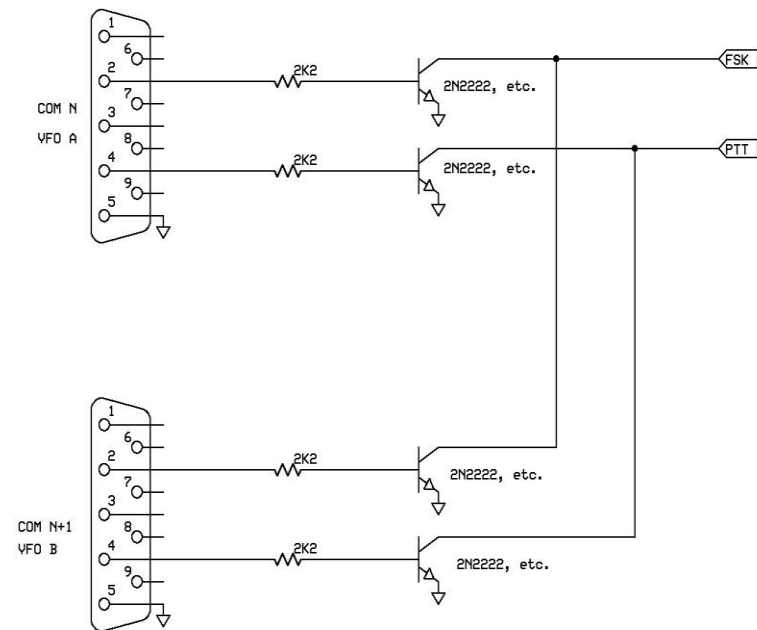 1
6
2
7
3
8
4
9
5
COM N
VFO A
2K2
2N2222, etc.
FSK
2K2
2N2222, etc.
PTT
1
6
2
7
3
8
4
9
5
COM N+1
VFO B
2K2
2N2222, etc.
2K2
2N2222, etc.